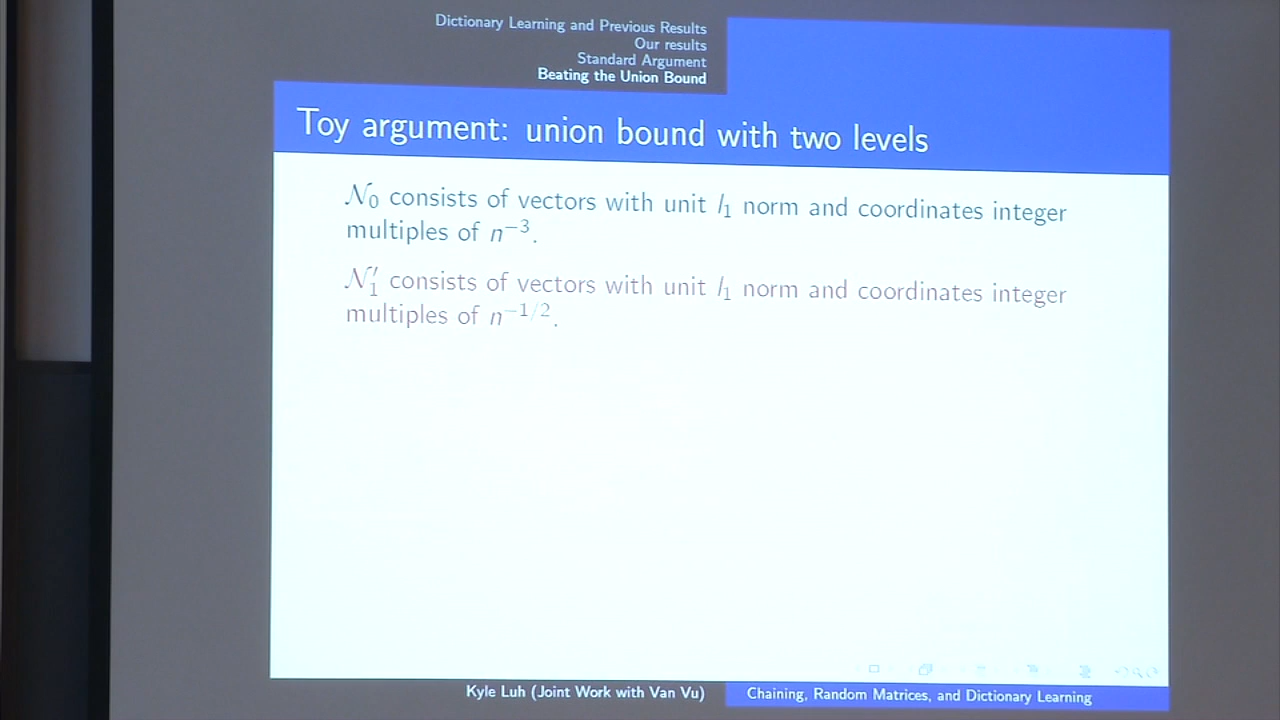 Dictionary Learning and Previous Results
Our results
Standard Argument
Beating the Union Bound
Toy argument: union bound with two levels
𝒩₀ consists of vectors with unit l₁ norm and coordinates integer
multiples of n⁻³.
𝒩₁′ consists of vectors with unit l₁ norm and coordinates integer
multiples of n^{−1/2}.
Kyle Luh (Joint Work with Van Vu)
Chaining, Random Matrices, and Dictionary Learning